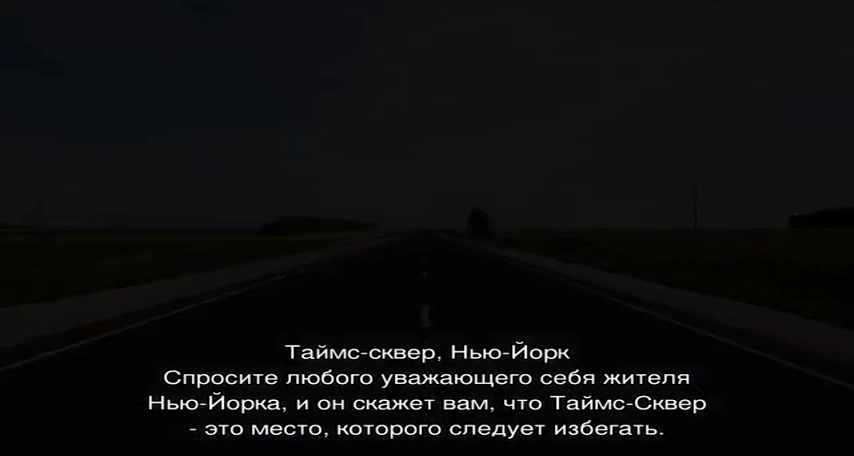 Таймс-сквер, Нью-Йорк
Спросите любого уважающего себя жителя
Нью-Йорка, и он скажет вам, что Таймс-Сквер
- это место, которого следует избегать.